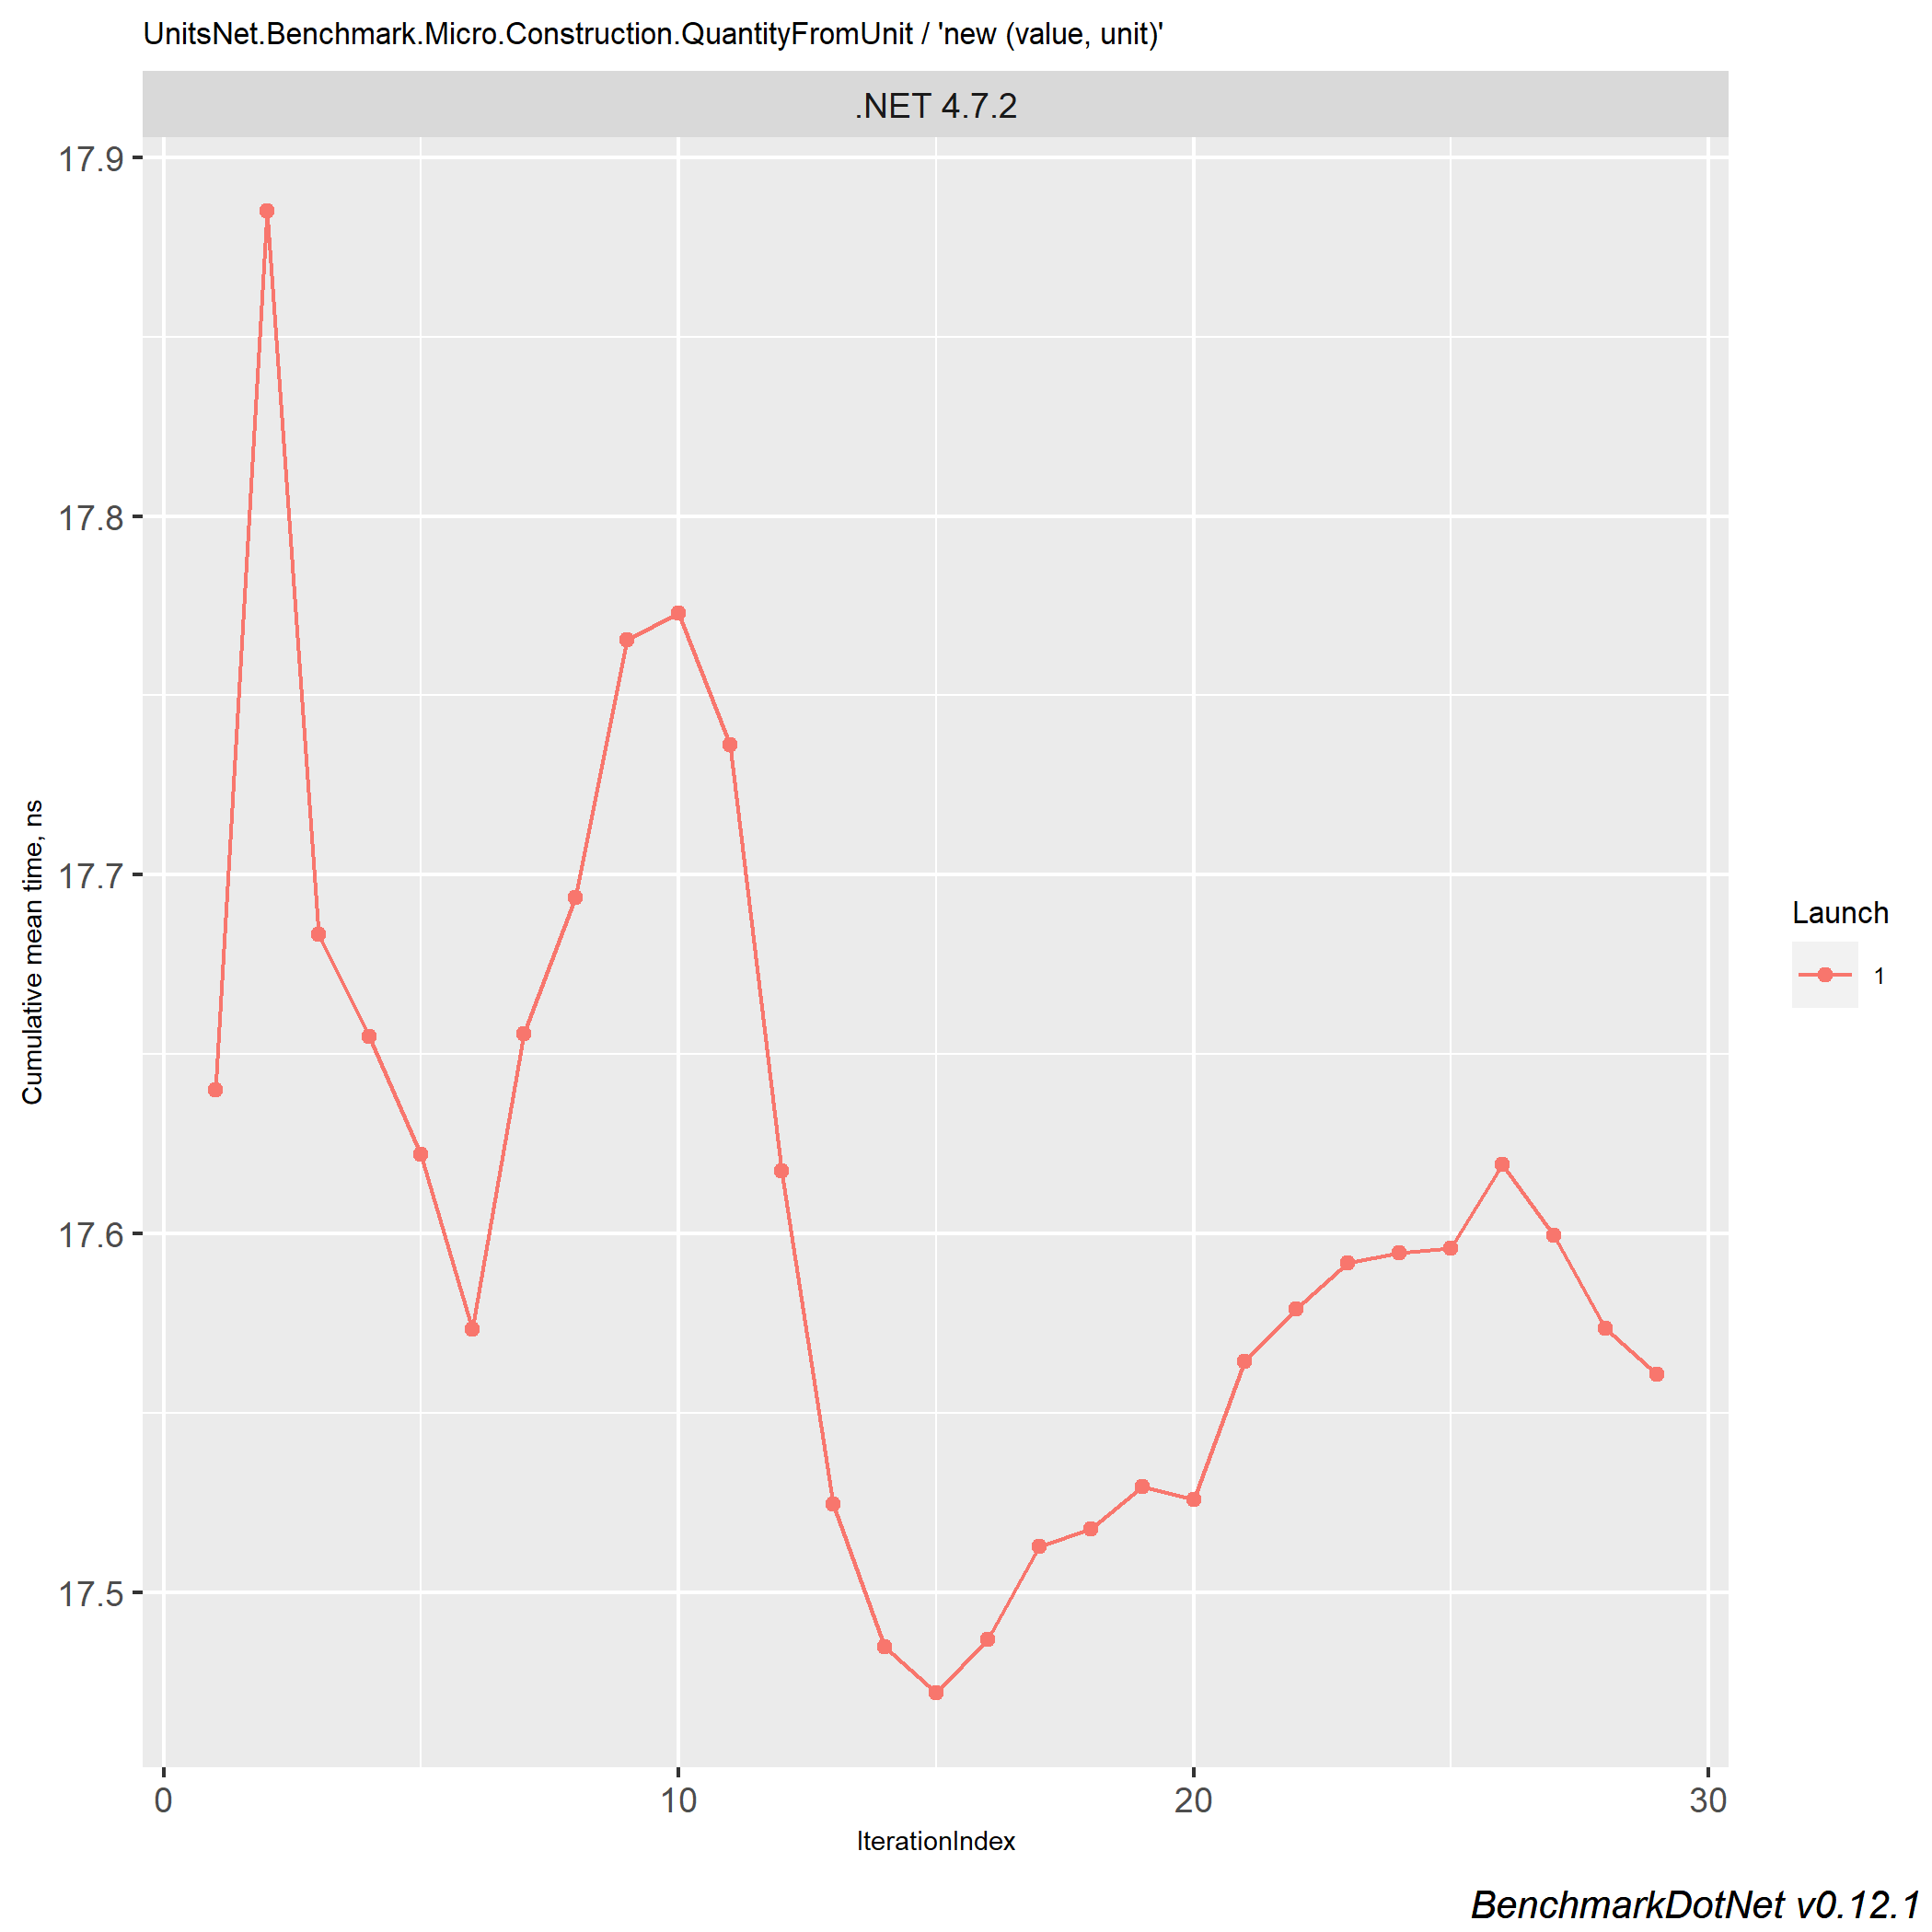 UnitsNet.Benchmark.Micro.Construction.QuantityFromUnit / 'new (value, unit)'
.NET 4.7.2
17.9
17.8
17.7
17.6
17.5
Cumulative mean time, ns
0
10
20
30
IterationIndex
Launch
1
BenchmarkDotNet v0.12.1